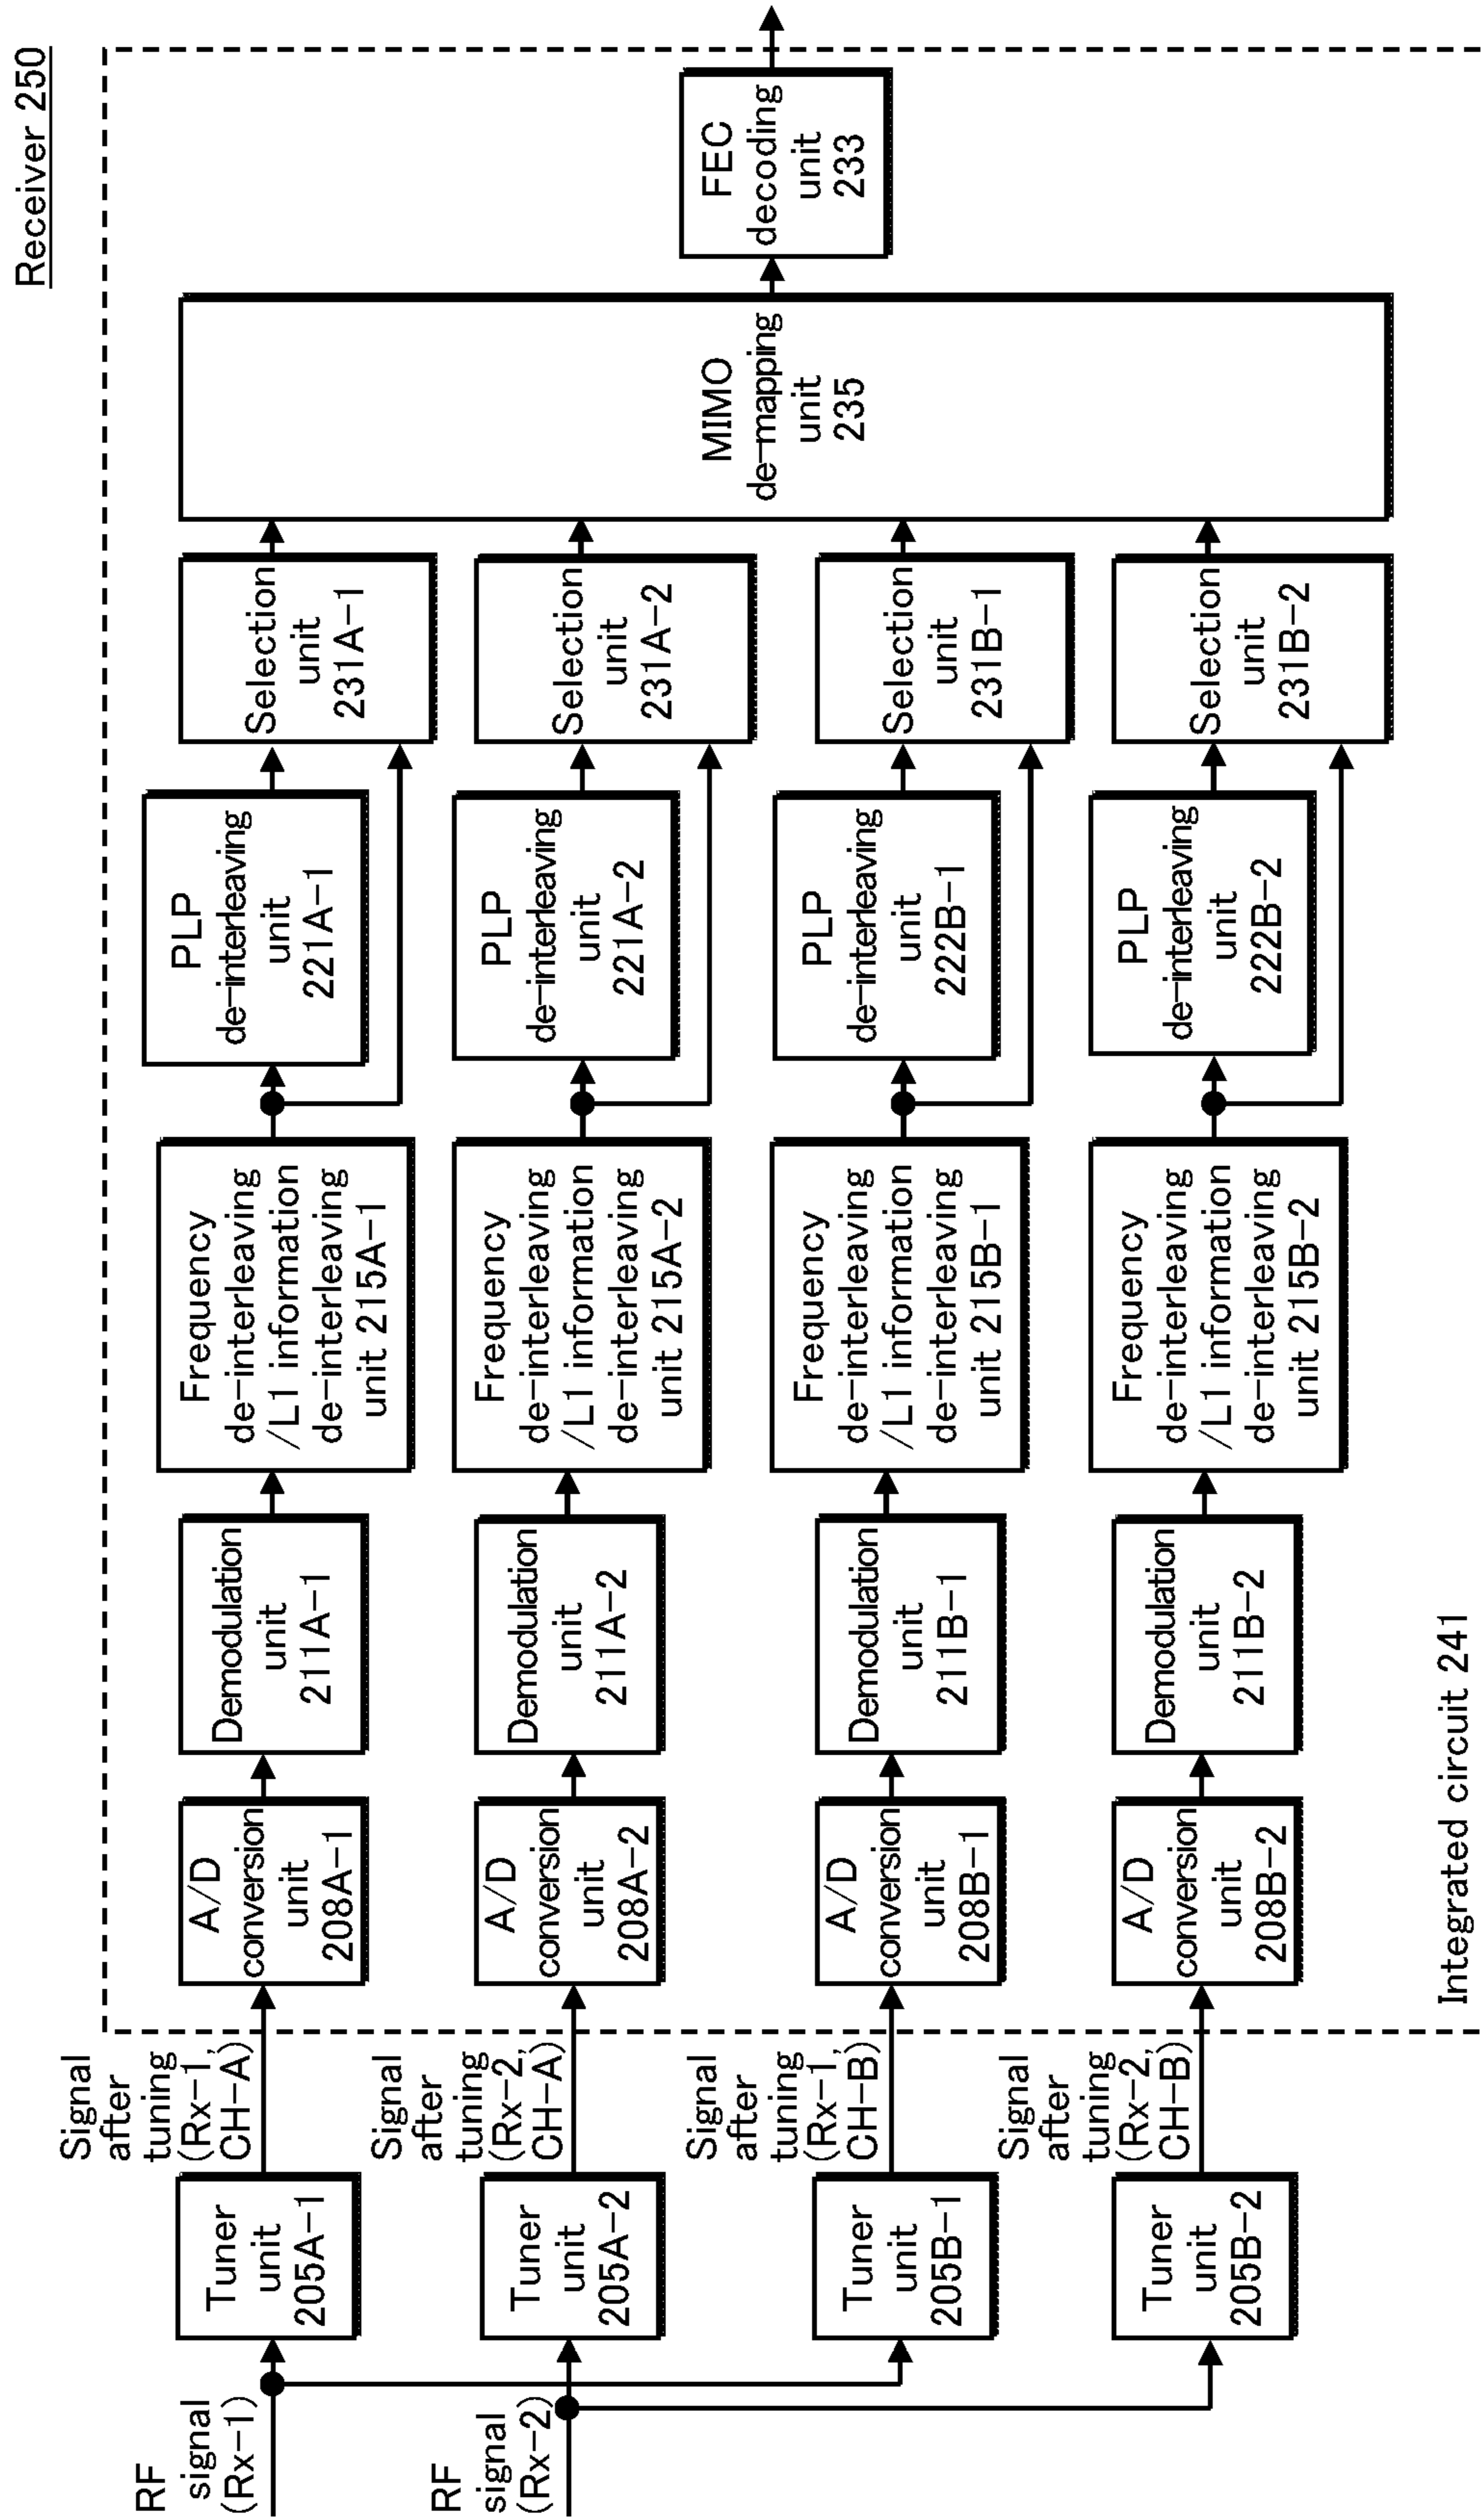 Receiver 250
RF
signal
(Rx-1)
RF
signal
(Rx-2)
Tuner
unit
205A-1
Tuner
unit
205A-2
Tuner
unit
205B-1
Tuner
unit
205B-2
Signal
after
tuning
(Rx-1,
CH-A)
Signal
after
tuning
(Rx-2,
CH-A)
Signal
after
tuning
(Rx-1,
CH-B)
Signal
after
tuning
(Rx-2,
CH-B)
A/D
conversion
unit
208A-1
A/D
conversion
unit
208A-2
A/D
conversion
unit
208B-1
A/D
conversion
unit
208B-2
Demodulation
unit
211A-1
Demodulation
unit
211A-2
Demodulation
unit
211B-1
Demodulation
unit
211B-2
Frequency
de-interleaving
/L1 information
de-interleaving
unit 215A-1
Frequency
de-interleaving
/L1 information
de-interleaving
unit 215A-2
Frequency
de-interleaving
/L1 information
de-interleaving
unit 215B-1
Frequency
de-interleaving
/L1 information
de-interleaving
unit 215B-2
PLP
de-interleaving
unit
221A-1
PLP
de-interleaving
unit
221A-2
PLP
de-interleaving
unit
222B-1
PLP
de-interleaving
unit
222B-2
Selection
unit
231A-1
Selection
unit
231A-2
Selection
unit
231B-1
Selection
unit
231B-2
MIMO
de-mapping
unit
235
FEC
decoding
unit
233
Integrated circuit 241